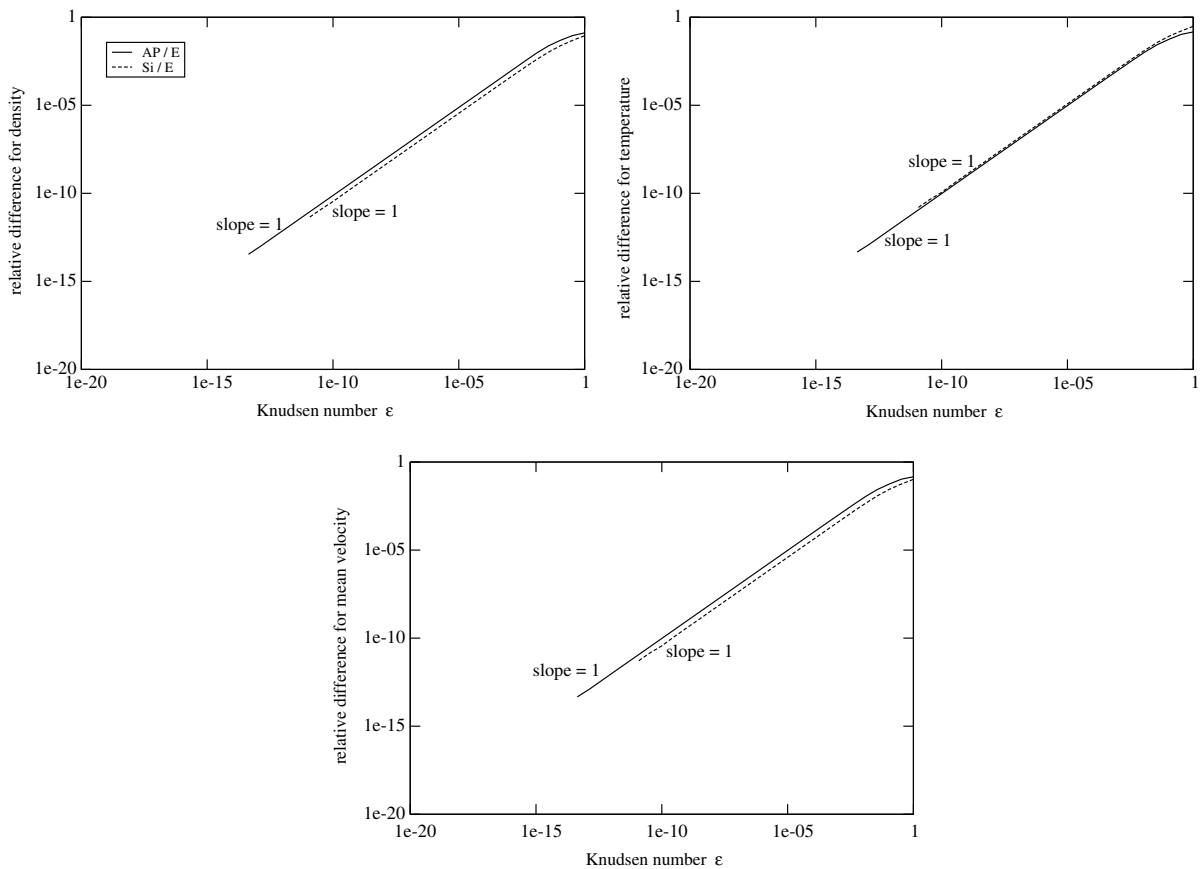 1
AP / E
Si / E
1e-05
slope = 1
1e-10
slope = 1
1e-15
1e-20
1e-20
1e-15
1e-10
1e-05
1
Knudsen number ε
relative difference for density
1
1e-05
slope = 1
1e-10
slope = 1
1e-15
1e-20
1e-20
1e-15
1e-10
1e-05
1
Knudsen number ε
relative difference for temperature
1
1e-05
1e-10
slope = 1
slope = 1
1e-15
1e-20
1e-20
1e-15
1e-10
1e-05
1
Knudsen number ε
relative difference for mean velocity